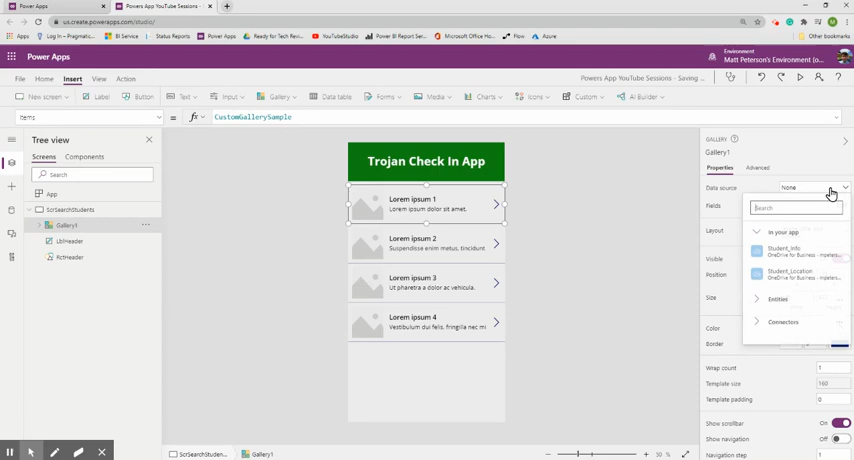 Power Apps
Power Apps YouTube Sessions -
us.create.powerapps.com/studio/
Apps
Log in – Pragmatic...
BI Service
Status Reports
Power Apps
Ready for Tech Rev...
YouTubeStudio
Power BI Report Ser...
Microsoft Office Ho...
Flow
Azure
Other bookmarks
Power Apps
Environment
Matt Peterson's Environment (o...
File Home Insert View Action
Powers App YouTube Sessions - Saving ...
New screen Label Button Text Input Gallery Data table Forms Media Charts Icons Custom AI Builder
Items = fx CustomGallerySample
Tree view
Screens Components
Search
App
ScrSearchStudents
Gallery1 ...
LblHeader
RctHeader
Trojan Check In App
Lorem ipsum 1
Lorem ipsum dolor sit amet,
Lorem ipsum 2
Suspendisse enim metus, tincidunt
Lorem ipsum 3
Ut pharetra a dolor ac vehicula.
Lorem ipsum 4
Vestibulum dui felis, fringilla nec mi
GALLERY
Gallery1
Properties Advanced
Data source None
Search
Fields
In your app
Layout
Student_Info
OneDrive for Business - mpeters...
Visible
Student_Location
OneDrive for Business - mpeters...
Position
Size
Entities
Connectors
Color
Border
Wrap count 1
Template size 160
Template padding 0
Show scrollbar On
Show navigation Off
Navigation step 1
ScrSearchStuden... Gallery1
50 %